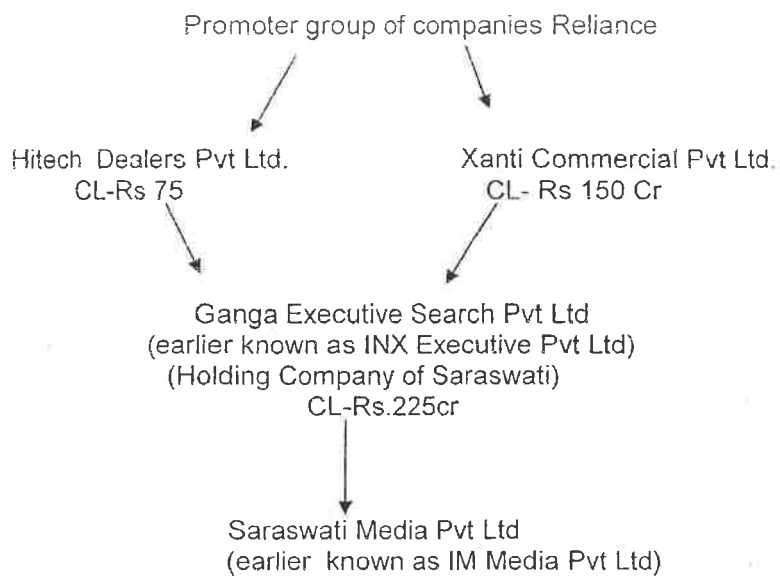 Promoter group of companies Reliance
Hitech Dealers Pvt Ltd.
CL-Rs 75
Xanti Commercial Pvt Ltd.
CL- Rs 150 Cr
Ganga Executive Search Pvt Ltd
(earlier known as INX Executive Pvt Ltd)
(Holding Company of Saraswati)
CL-Rs.225cr
Saraswati Media Pvt Ltd
(earlier known as IM Media Pvt Ltd)